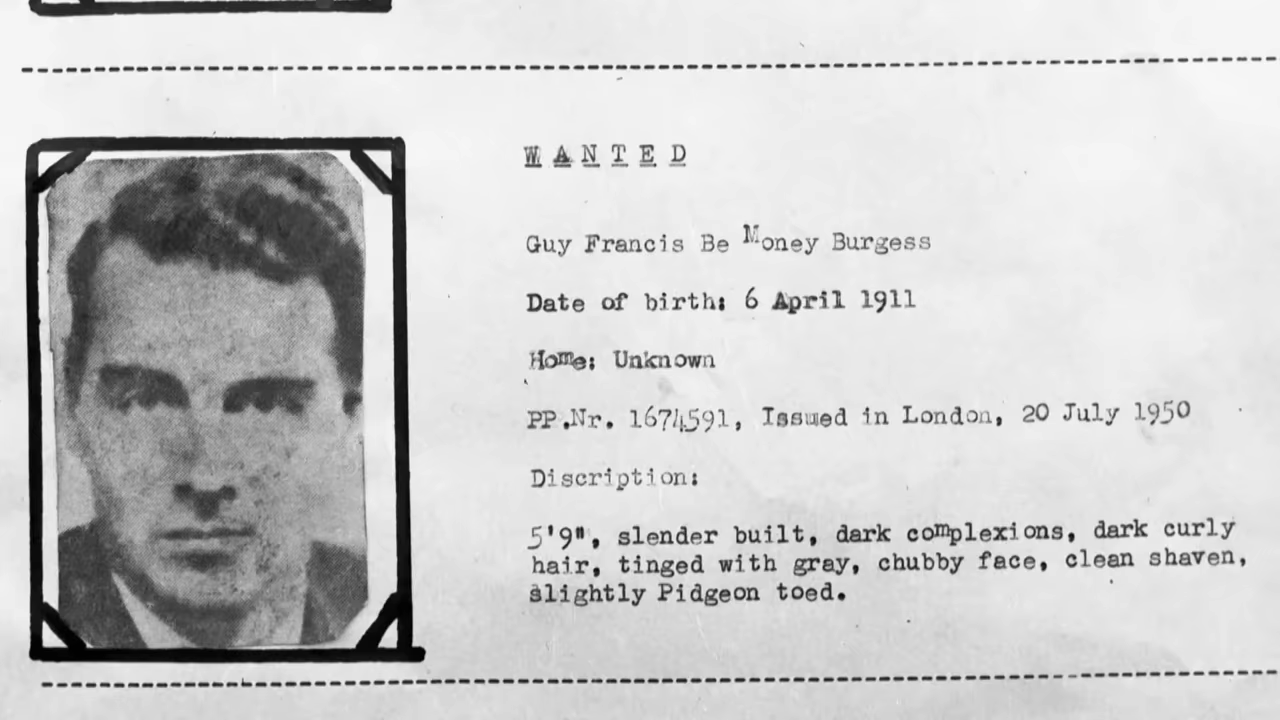 WANTED
Guy Francis Be Money Burgess
Date of birth: 6 April 1911
Home: Unknown
PP.Nr. 1674591, Issued in London, 20 July 1950
Discription:
5'9", slender built, dark complexions, dark curly
hair, tinged with gray, chubby face, clean shaven,
slightly Pidgeon toed.